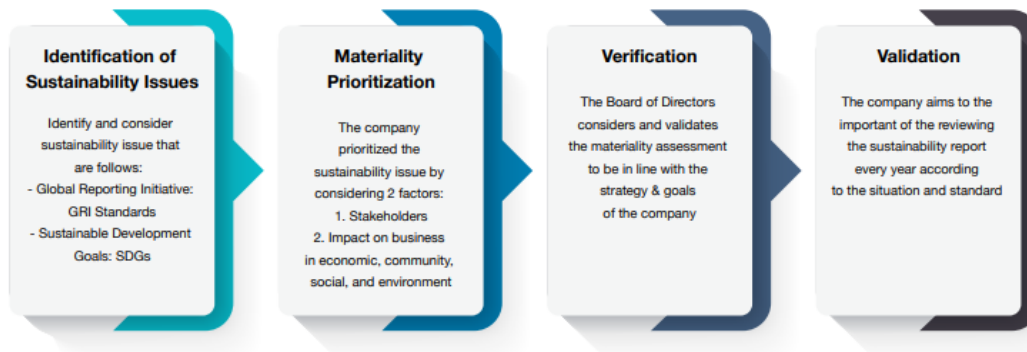 Identification of
Sustainability Issues
Identify and consider
sustainability issue that
are follows:
- Global Reporting Initiative:
GRI Standards
- Sustainable Development
Goals: SDGs
Materiality
Prioritization
The company
prioritized the
sustainability issue by
considering 2 factors:
1. Stakeholders
2. Impact on business
in economic, community,
social, and environment
Verification
The Board of Directors
considers and validates
the materiality assessment
to be in line with the
strategy & goals
of the company
Validation
The company aims to the
important of the reviewing
the sustainability report
every year according
to the situation and standard